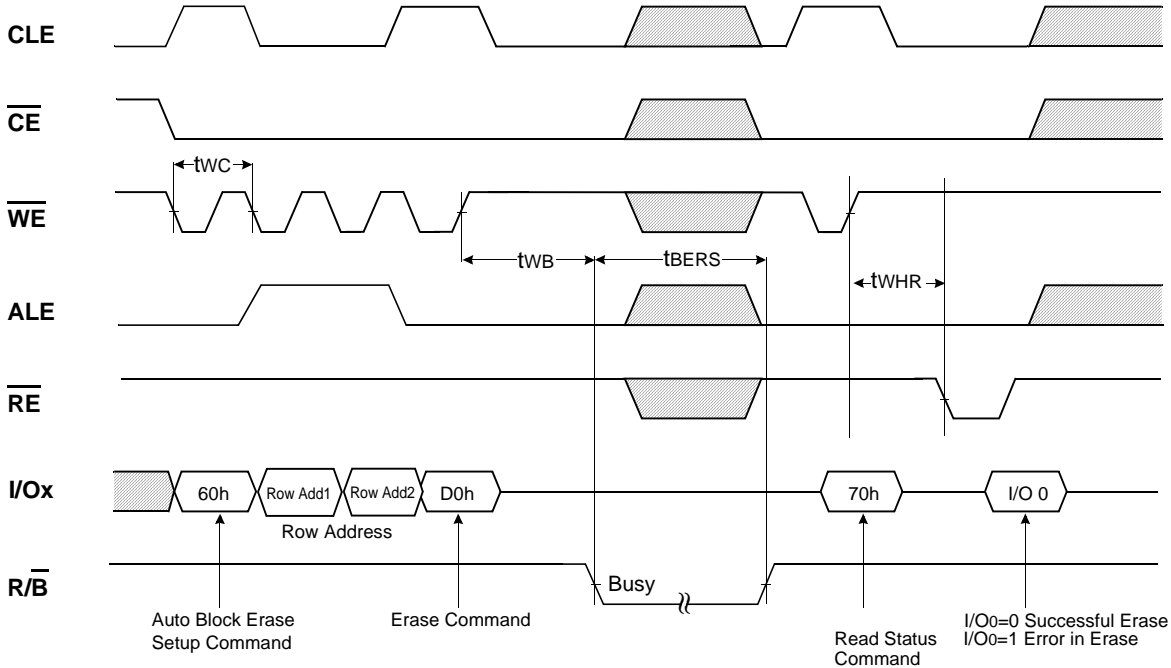 CLE
CE
tWC
WE
tWB
tBERS
tWHR
ALE
RE
I/Ox
60h
Row Add1
Row Add2
D0h
70h
I/O 0
Row Address
R/B
Busy
Auto Block Erase
Setup Command
Erase Command
Read Status
Command
I/O0=0 Successful Erase
I/O0=1 Error in Erase